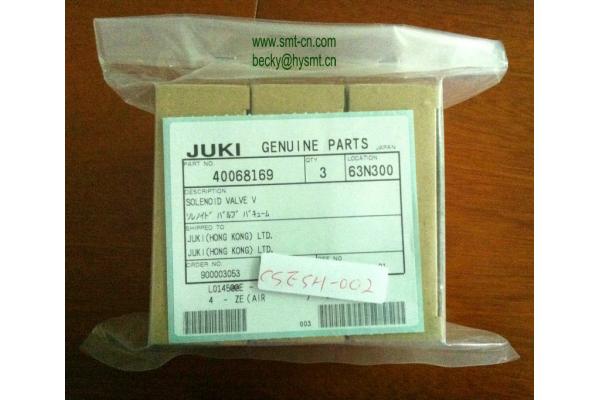 www.smt-cn.com
becky@hysmt.cn
JUKI GENUINE PARTS JAPAN
PART NO. QTY LOCATION
40068169 3 63N300
DESCRIPTION
SOLENOID VALVE V
ソレノイド バルブ バキューム
SHIPPED TO
JUKI(HONG KONG) LTD.
JUKI(HONG KONG) LTD.
ORDER NO.
900003053
CSESH-002
4 - ZE(AIR
003